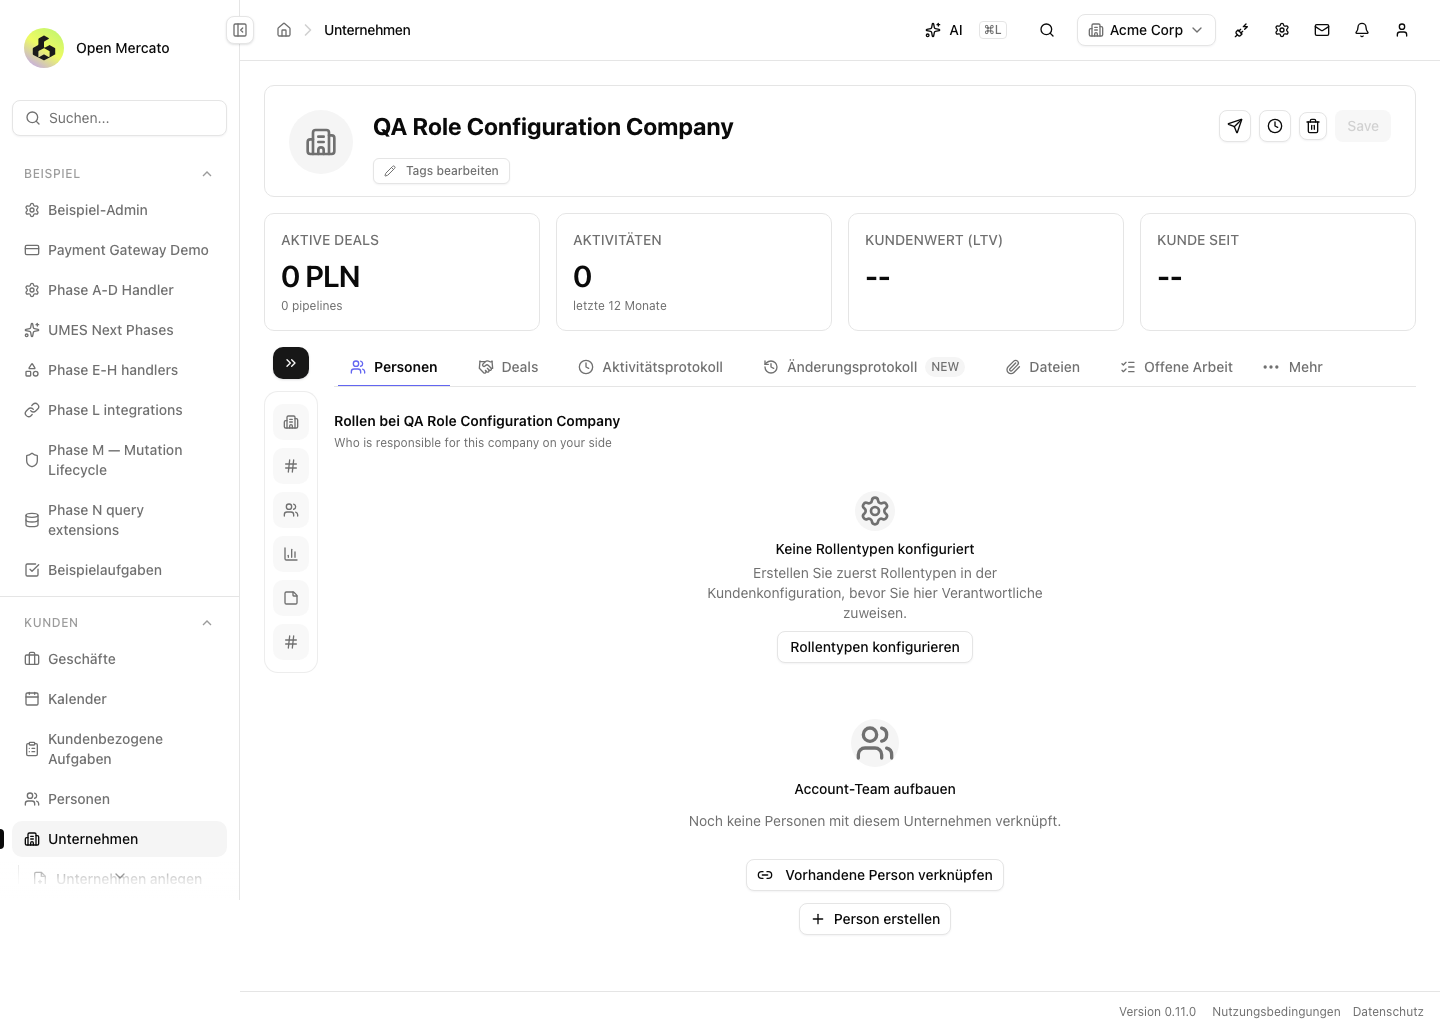 Open Mercato
Suchen...
BEISPIEL
Beispiel-Admin
Payment Gateway Demo
Phase A-D Handler
UMES Next Phases
Phase E-H handlers
Phase L integrations
Phase M — Mutation
Lifecycle
Phase N query
extensions
Beispielaufgaben
KUNDEN
Geschäfte
Kalender
Kundenbezogene
Aufgaben
Personen
Unternehmen
Unternehmen anlegen
Unternehmen
AI
⌘L
Acme Corp
QA Role Configuration Company
Tags bearbeiten
Save
AKTIVE DEALS
0 PLN
0 pipelines
AKTIVITÄTEN
0
letzte 12 Monate
KUNDENWERT (LTV)
--
KUNDE SEIT
--
Personen
Deals
Aktivitätsprotokoll
Änderungsprotokoll NEW
Dateien
Offene Arbeit
Mehr
Rollen bei QA Role Configuration Company
Who is responsible for this company on your side
Keine Rollentypen konfiguriert
Erstellen Sie zuerst Rollentypen in der
Kundenkonfiguration, bevor Sie hier Verantwortliche
zuweisen.
Rollentypen konfigurieren
Account-Team aufbauen
Noch keine Personen mit diesem Unternehmen verknüpft.
Vorhandene Person verknüpfen
Person erstellen
Version 0.11.0
Nutzungsbedingungen
Datenschutz